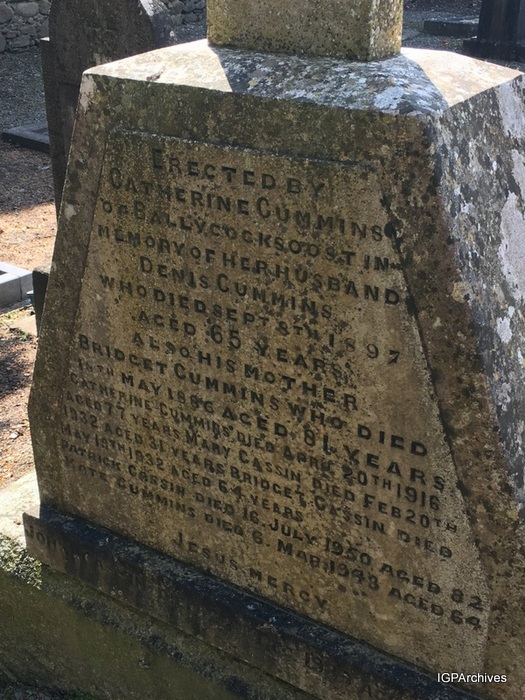 ERECTED BY
CATHERINE CUMMINS
OF BALLYCOCKSOOST IN
MEMORY OF HER HUSBAND
DENIS CUMMINS
WHO DIED SEPT 8TH 1897
AGED 65 YEARS
ALSO HIS MOTHER
BRIDGET CUMMINS WHO DIED
MAY 1886 AGED 81 YEARS
CATHERINE CUMMINS DIED APRIL 20TH 1916
AGED 77 YEARS MARY CASSIN DIED FEB 20TH
1932 AGED 31 YEARS BRIDGET CASSIN DIED
MAY 15TH 1932 AGED 64 YEARS
PATRICK CASSIN DIED 16. JULY 1950 AGED 82
KATE CUMMINS DIED 6. MAR. 1943 AGED 64
JESUS MERCY
IGPArchives